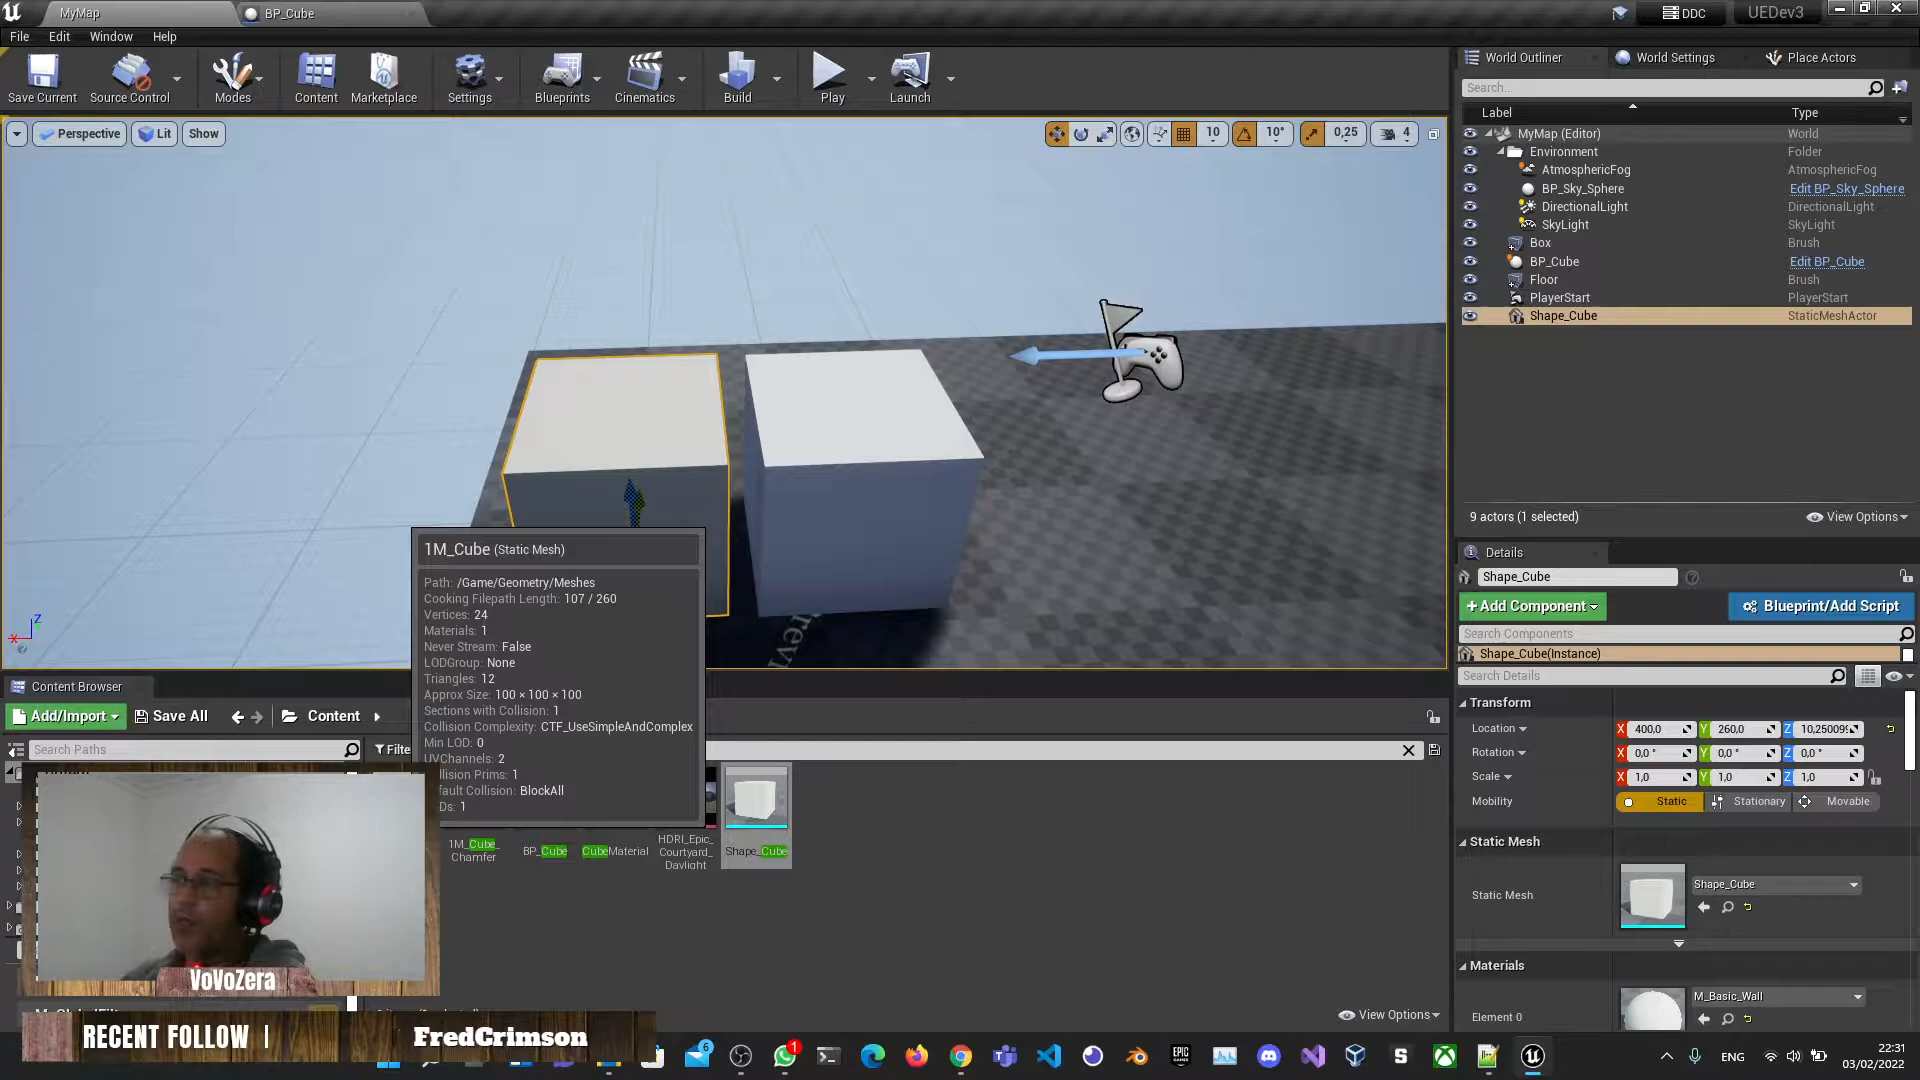 MyMap
BP_Cube
DDC
UEDev3
File
Edit
Window
Help
Save Current
Source Control
Modes
Content
Marketplace
Settings
Blueprints
Cinematics
Build
Play
Launch
Perspective
Lit
Show
10
10°
0,25
4
World Outliner
World Settings
Place Actors
Search...
Label
Type
MyMap (Editor)
World
Environment
Folder
AtmosphericFog
AtmosphericFog
BP_Sky_Sphere
Edit BP_Sky_Sphere
DirectionalLight
DirectionalLight
SkyLight
SkyLight
Box
Brush
BP_Cube
Edit BP_Cube
Floor
Brush
PlayerStart
PlayerStart
Shape_Cube
StaticMeshActor
9 actors (1 selected)
View Options
Details
Shape_Cube
+Add Component
Blueprint/Add Script
Search Components
Shape_Cube(Instance)
Search Details
Transform
Location
X 400,0 Y 260,0 Z 10,25009
Rotation
X 0,0 ° Y 0,0 ° Z 0,0 °
Scale
X 1,0 Y 1,0 Z 1,0
Mobility
Static
Stationary
Movable
Static Mesh
Static Mesh
Shape_Cube
Materials
Element 0
M_Basic_Wall
1M_Cube (Static Mesh)
Path: /Game/Geometry/Meshes
Cooking Filepath Length: 107 / 260
Vertices: 24
Materials: 1
Never Stream: False
LODGroup: None
Triangles: 12
Approx Size: 100 × 100 × 100
Sections with Collision: 1
Collision Complexity: CTF_UseSimpleAndComplex
Min LOD: 0
UVChannels: 2
llision Prims: 1
fault Collision: BlockAll
Ds: 1
Z
X
Content Browser
Add/Import
Save All
Content
Search Paths
Filte
1M_Cube_
Chamfer
BP_Cube
CubeMaterial
HDRI_Epic_
Courtyard_
Daylight
Shape_Cube
View Options
VoVoZera
RECENT FOLLOW |
FredCrimson
6
1
EPIC
GAMES
S
ENG
22:31
03/02/2022